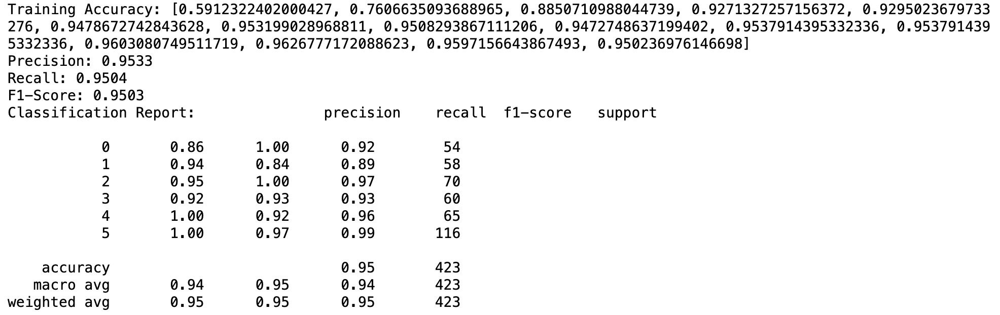 Training Accuracy: [0.5912322402000427, 0.7606635093688965, 0.8850710988044739, 0.9271327257156372, 0.9295023679733
276, 0.9478672742843628, 0.953199028968811, 0.9508293867111206, 0.9472748637199402, 0.9537914395332336, 0.953791439
5332336, 0.9603080749511719, 0.9626777172088623, 0.9597156643867493, 0.950236976146698]
Precision: 0.9533
Recall: 0.9504
F1-Score: 0.9503
Classification Report:               precision    recall  f1-score   support

           0       0.86      1.00      0.92        54
           1       0.94      0.84      0.89        58
           2       0.95      1.00      0.97        70
           3       0.92      0.93      0.93        60
           4       1.00      0.92      0.96        65
           5       1.00      0.97      0.99       116

    accuracy                           0.95       423
   macro avg       0.94      0.95      0.94       423
weighted avg       0.95      0.95      0.95       423